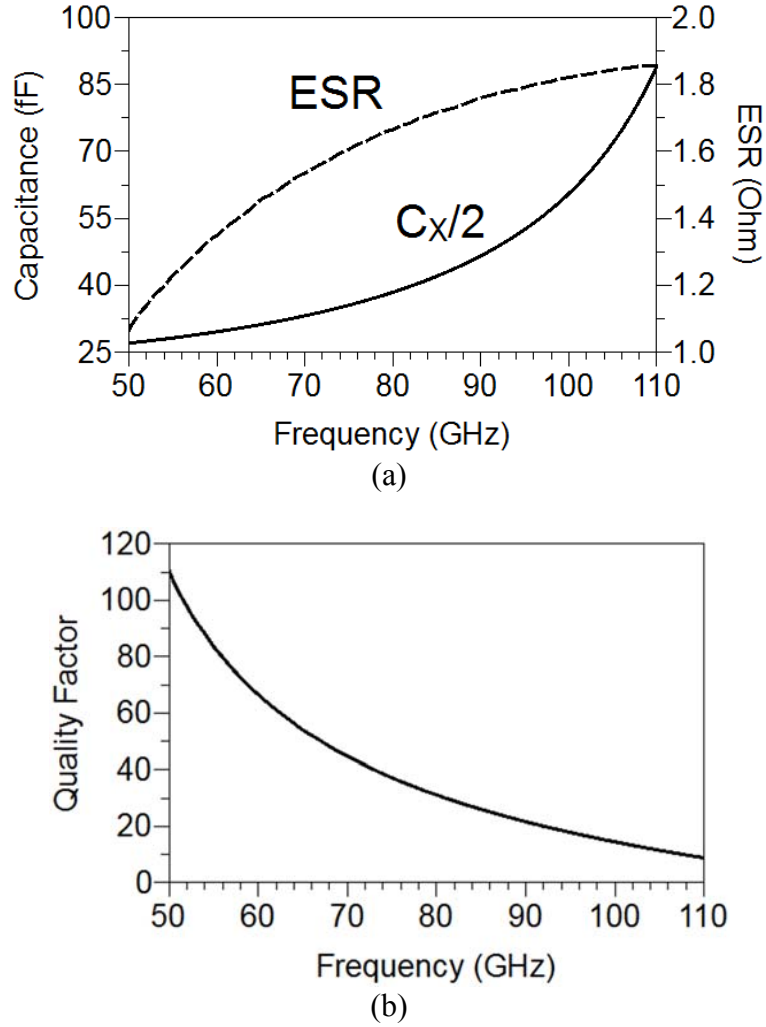 100
85
70
55
40
25
Capacitance (fF)
ESR
C_X/2
2.0
1.8
1.6
1.4
1.2
1.0
ESR (Ohm)
50 60 70 80 90 100 110
Frequency (GHz)
(a)
120
100
80
60
40
20
0
Quality Factor
50 60 70 80 90 100 110
Frequency (GHz)
(b)